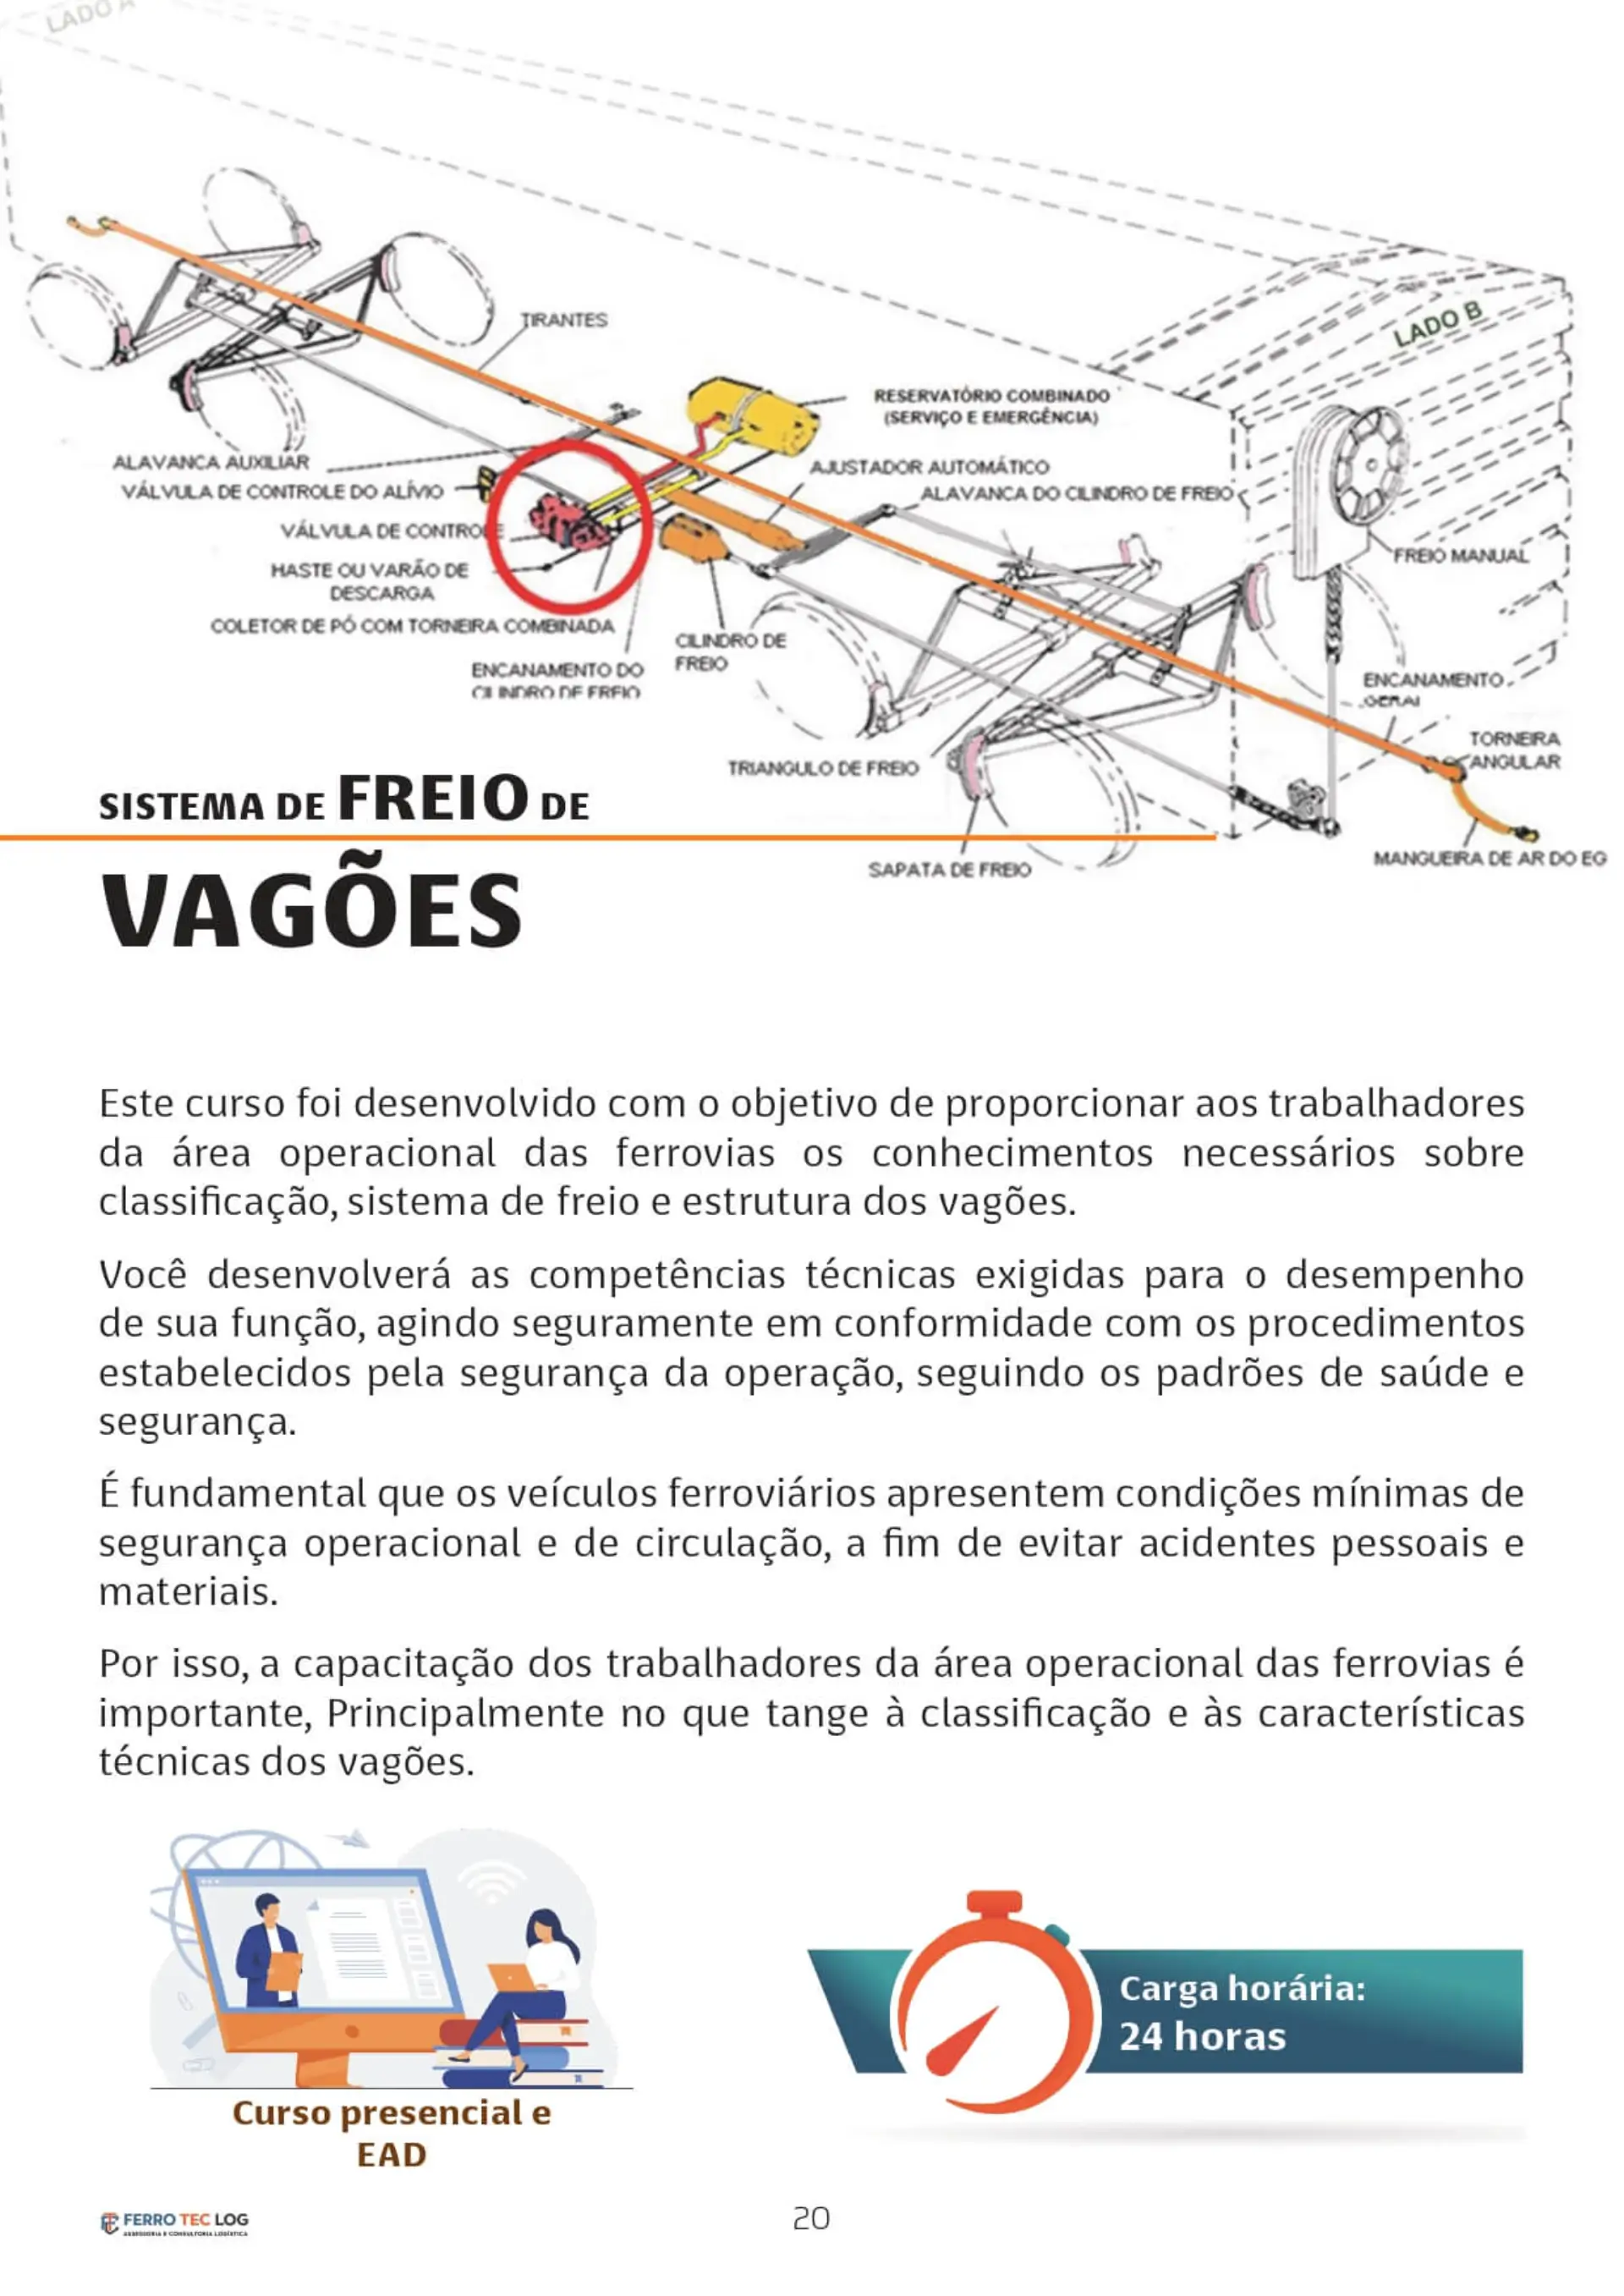 LADO A
TIRANTES
LADO B
RESERVATÓRIO COMBINADO
(SERVIÇO E EMERGÊNCIA)
ALAVANCA AUXILIAR
AJUSTADOR AUTOMÁTICO
VÁLVULA DE CONTROLE DO ALÍVIO
ALAVANCA DO CILINDRO DE FREIO
VÁLVULA DE CONTROLE
FREIO MANUAL
HASTE OU VARÃO DE
DESCARGA
COLETOR DE PÓ COM TORNEIRA COMBINADA
CILINDRO DE
FREIO
ENCANAMENTO DO
CILINDRO DE FREIO
ENCANAMENTO
GERAL
TORNEIRA
ANGULAR
TRIANGULO DE FREIO
SAPATA DE FREIO
MANGUEIRA DE AR DO EG
SISTEMA DE FREIO DE
VAGÕES
Este curso foi desenvolvido com o objetivo de proporcionar aos trabalhadores
da área operacional das ferrovias os conhecimentos necessários sobre
classificação, sistema de freio e estrutura dos vagões.
Você desenvolverá as competências técnicas exigidas para o desempenho
de sua função, agindo seguramente em conformidade com os procedimentos
estabelecidos pela segurança da operação, seguindo os padrões de saúde e
segurança.
É fundamental que os veículos ferroviários apresentem condições mínimas de
segurança operacional e de circulação, a fim de evitar acidentes pessoais e
materiais.
Por isso, a capacitação dos trabalhadores da área operacional das ferrovias é
importante, Principalmente no que tange à classificação e às características
técnicas dos vagões.
Carga horária:
24 horas
Curso presencial e
EAD
FERRO TEC LOG
ASSESSORIA E CONSULTORIA LOGÍSTICA
20